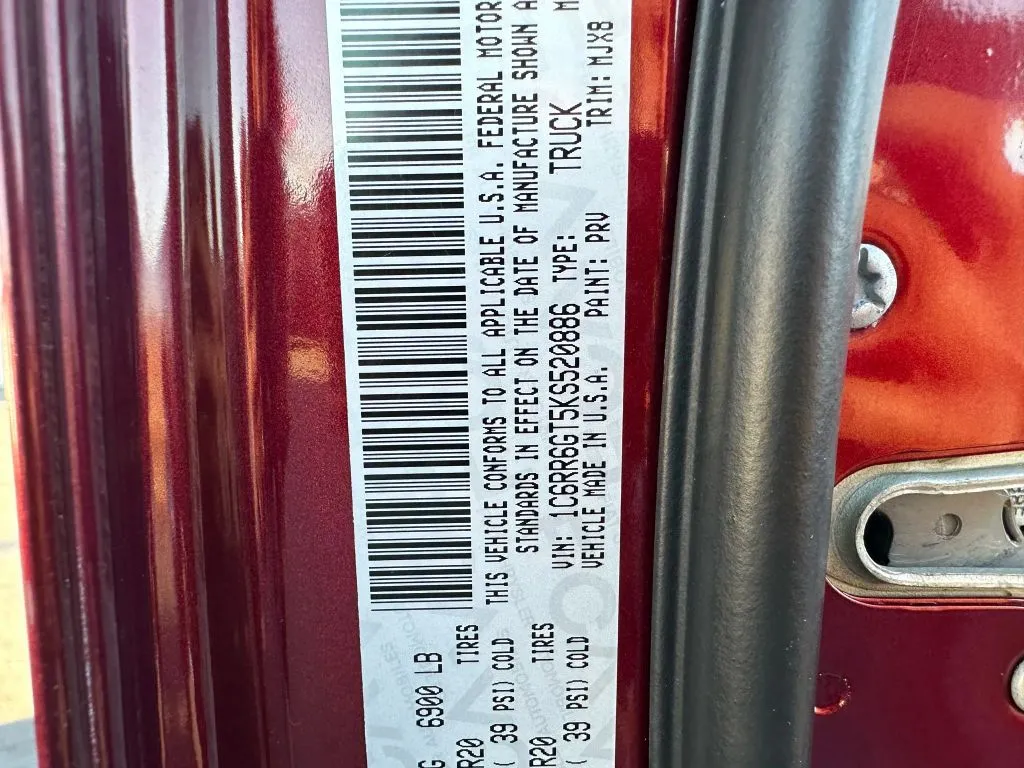 G 6900 LB
R20 TIRES
( 39 PSI) COLD
THIS VEHICLE CONFORMS TO ALL APPLICABLE U.S.A. FEDERAL MOTOR
STANDARDS IN EFFECT ON THE DATE OF MANUFACTURE SHOWN A
R20 TIRES
( 39 PSI) COLD
VIN: 1C6RR6GT5KS520886 TYPE: TRUCK M
VEHICLE MADE IN U.S.A. PAINT: PRV TRIM: MJX8